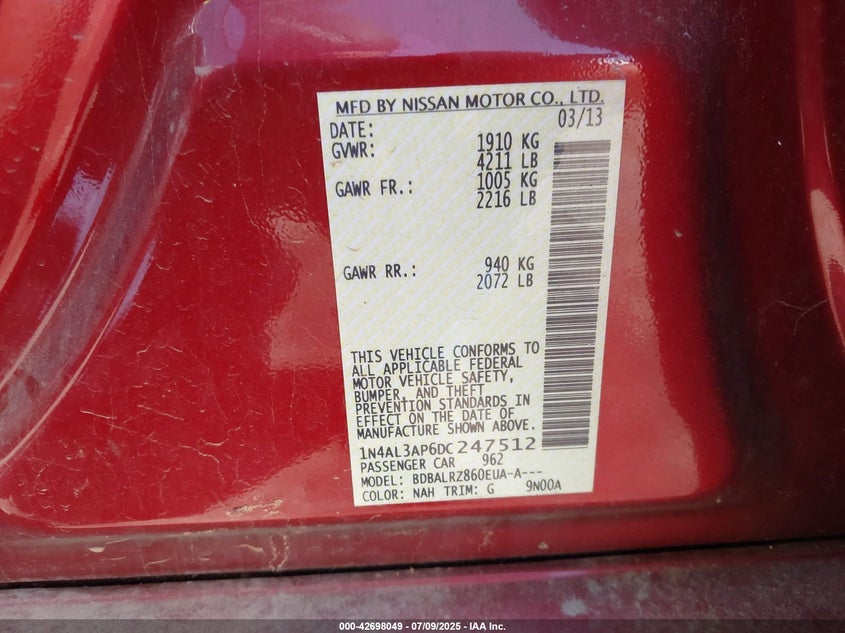 MFD BY NISSAN MOTOR CO., LTD.
DATE: 03/13
GVWR: 1910 KG
4211 LB
GAWR FR.: 1005 KG
2216 LB
GAWR RR.: 940 KG
2072 LB
THIS VEHICLE CONFORMS TO
ALL APPLICABLE FEDERAL
MOTOR VEHICLE SAFETY,
BUMPER, AND THEFT
PREVENTION STANDARDS IN
EFFECT ON THE DATE OF
MANUFACTURE SHOWN ABOVE.
1N4AL3AP6DC247512
PASSENGER CAR 962
MODEL: BDBALRZ860EUA-A---
COLOR: NAH TRIM: G 9N00A
000-42698049 - 07/09/2025 - IAA Inc.